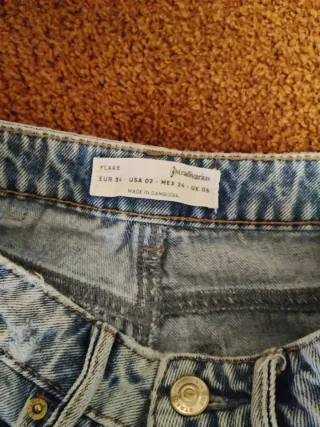 FLARE
stradivarius
EUR 34 · USA 02 · MEX 24 · UK 06
MADE IN CAMBODIA